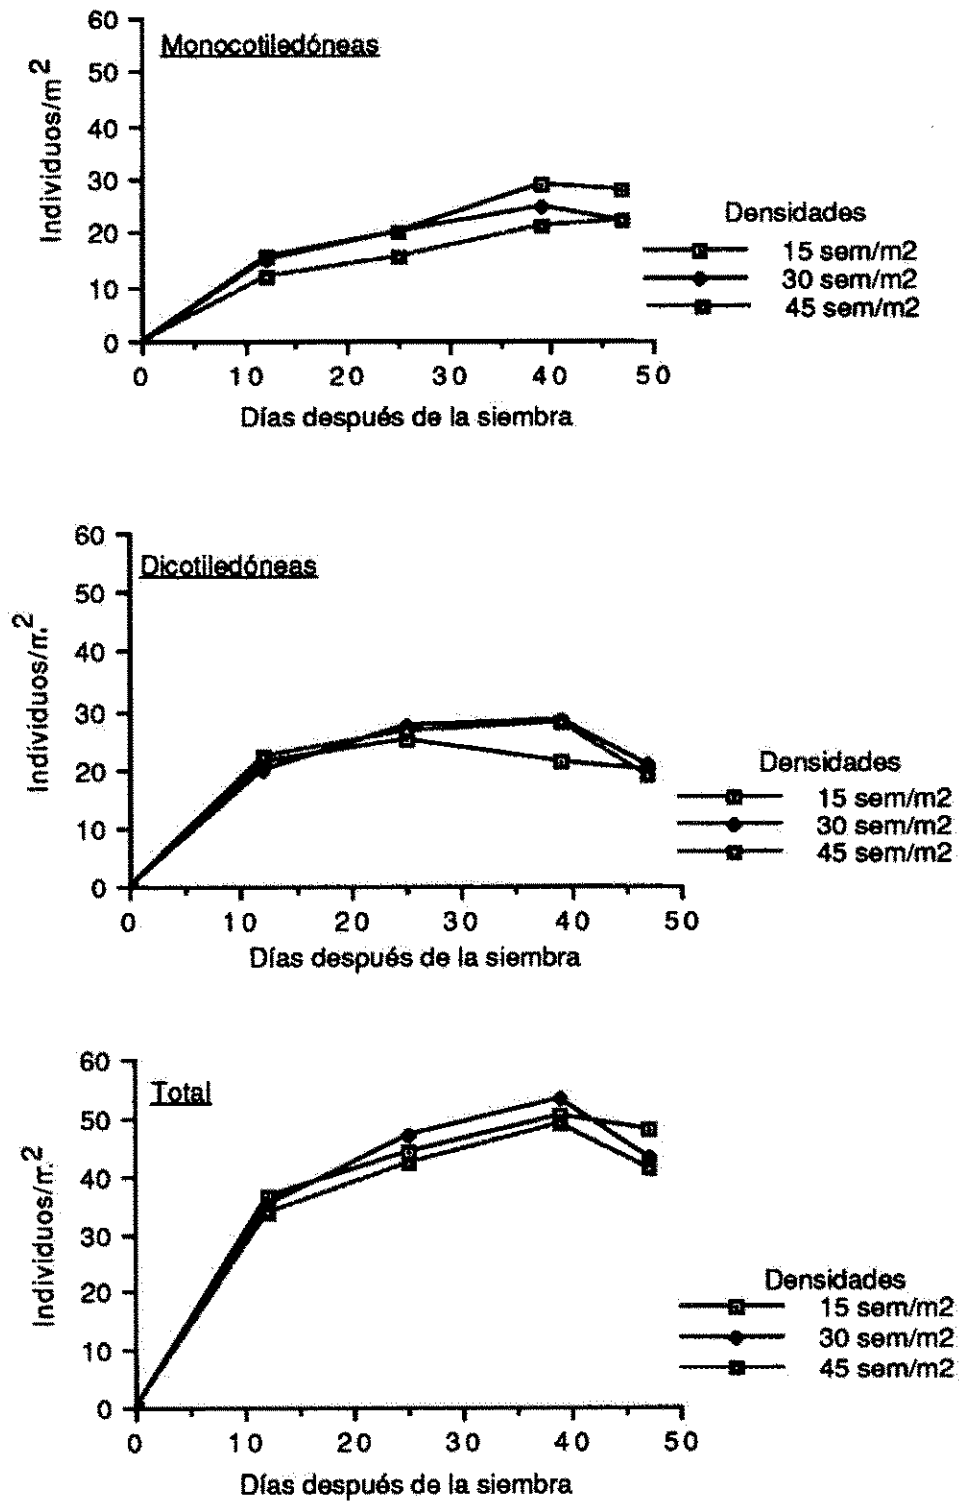 Monocotiledóneas
Individuos/m2
60
50
40
30
20
10
0
0 10 20 30 40 50
Días después de la siembra
Densidades
15 sem/m2
30 sem/m2
45 sem/m2
Dicotiledóneas
Individuos/m2
60
50
40
30
20
10
0
0 10 20 30 40 50
Días después de la siembra
Densidades
15 sem/m2
30 sem/m2
45 sem/m2
Total
Individuos/m2
60
50
40
30
20
10
0
0 10 20 30 40 50
Días después de la siembra
Densidades
15 sem/m2
30 sem/m2
45 sem/m2